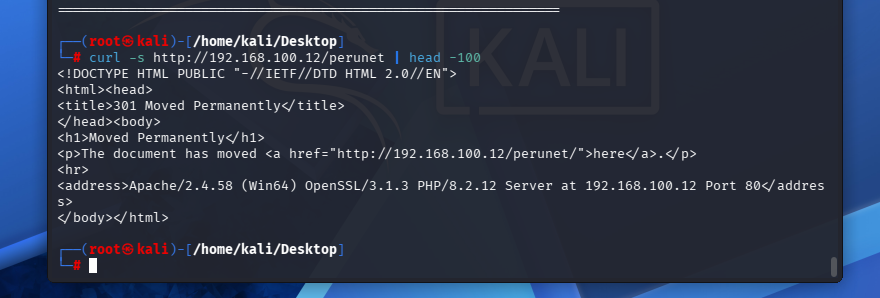 ================================================================
┌──(root㉿kali)-[/home/kali/Desktop]
└─# curl -s http://192.168.100.12/perunet | head -100
<!DOCTYPE HTML PUBLIC "-//IETF//DTD HTML 2.0//EN">
<html><head>
<title>301 Moved Permanently</title>
</head><body>
<h1>Moved Permanently</h1>
<p>The document has moved <a href="http://192.168.100.12/perunet/">here</a>.</p>
<hr>
<address>Apache/2.4.58 (Win64) OpenSSL/3.1.3 PHP/8.2.12 Server at 192.168.100.12 Port 80</addres
s>
</body></html>
┌──(root㉿kali)-[/home/kali/Desktop]
└─#
KALI